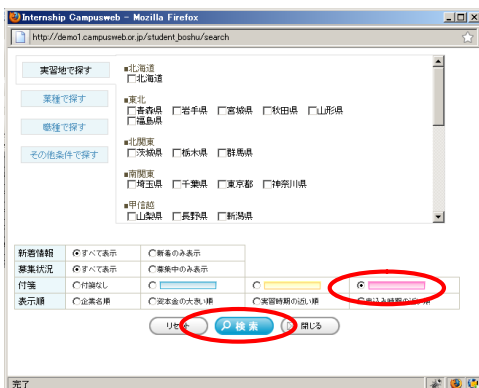 Internship Campusweb - Mozilla Firefox
http://demo1.campusweb.or.jp/student_boshu/search
実習地で探す
業種で探す
職種で探す
その他条件で探す
■北海道
北海道
■東北
青森県 岩手県 宮城県 秋田県 山形県
福島県
■北関東
茨城県 栃木県 群馬県
■南関東
埼玉県 千葉県 東京都 神奈川県
■甲信越
山梨県 長野県 新潟県
新着情報 すべて表示 新着のみ表示
募集状況 すべて表示 募集中のみ表示
付箋 付箋なし
表示順 企業名順 資本金の大きい順 実習時期の近い順 申込み時期の近い順
リセット 検索 閉じる
完了